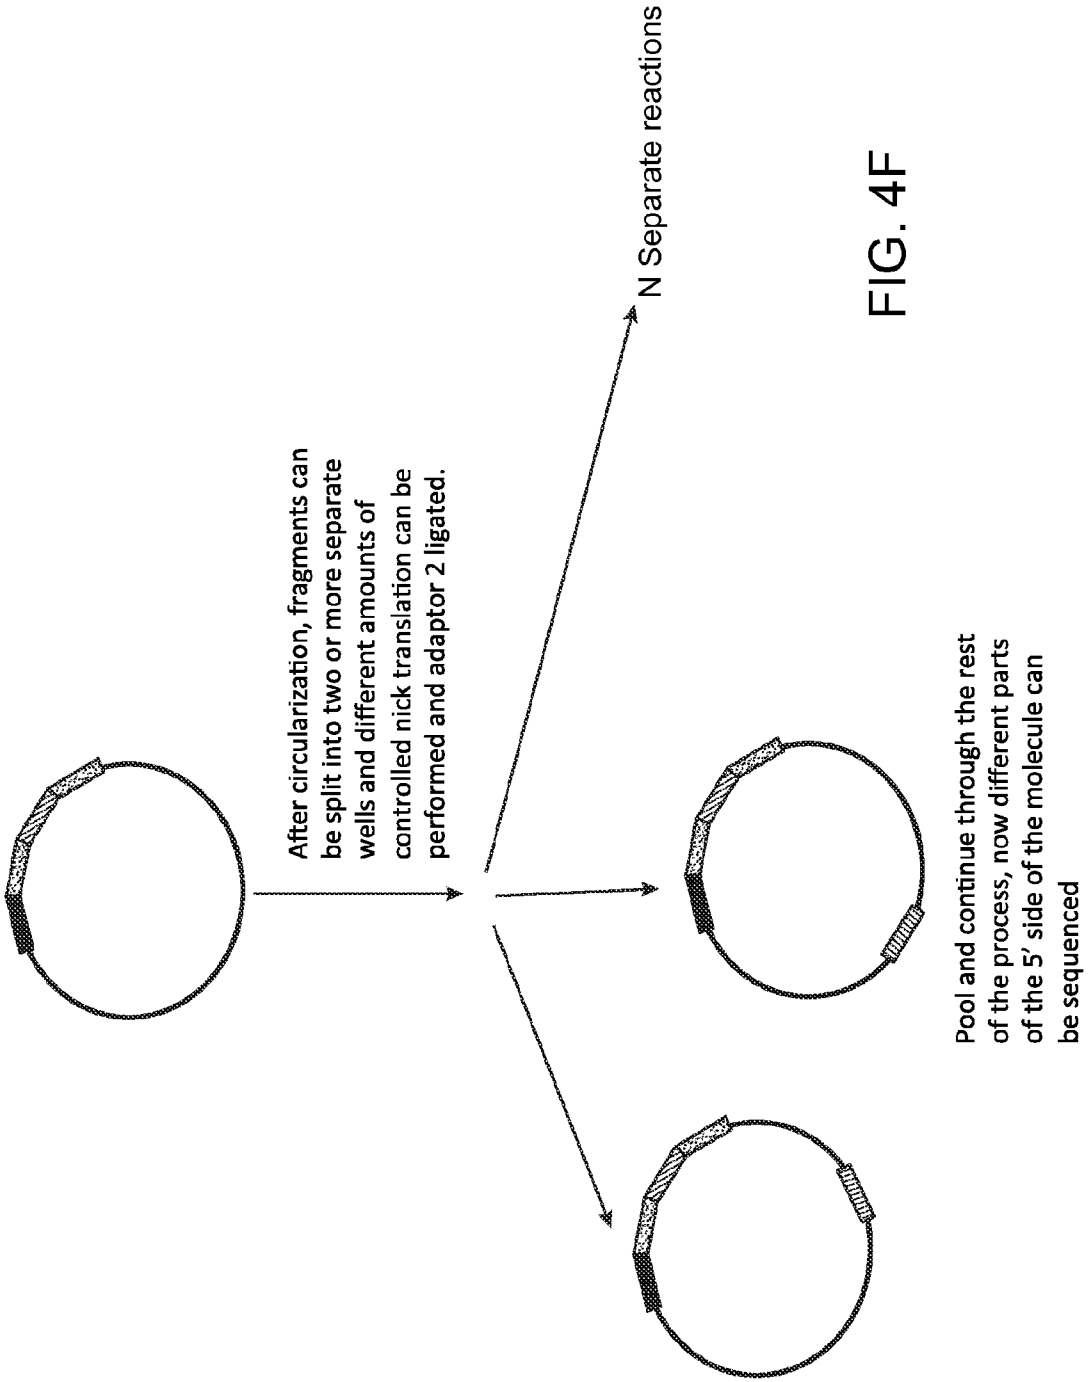 After circularization, fragments can
be split into two or more separate
wells and different amounts of
controlled nick translation can be
performed and adaptor 2 ligated.
N Separate reactions
Pool and continue through the rest
of the process, now different parts
of the 5’ side of the molecule can
be sequenced
FIG. 4F